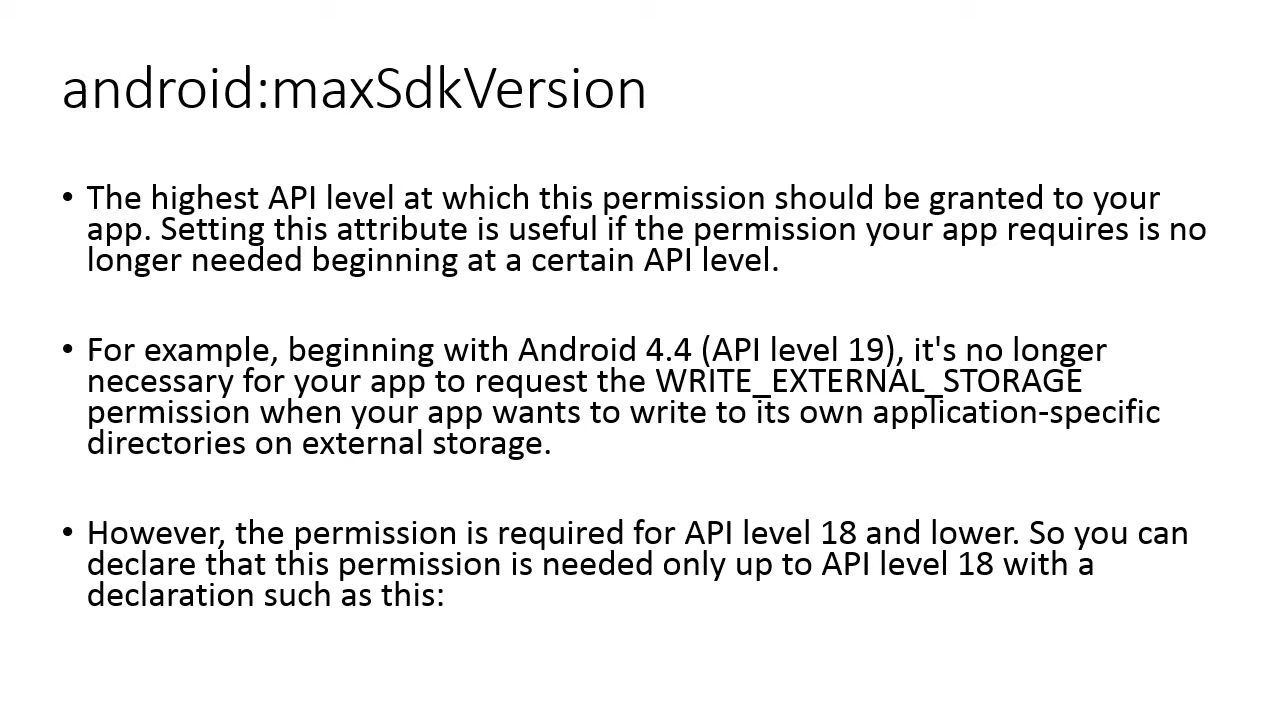 android:maxSdkVersion
• The highest API level at which this permission should be granted to your
app. Setting this attribute is useful if the permission your app requires is no
longer needed beginning at a certain API level.
• For example, beginning with Android 4.4 (API level 19), it's no longer
necessary for your app to request the WRITE_EXTERNAL_STORAGE
permission when your app wants to write to its own application-specific
directories on external storage.
• However, the permission is required for API level 18 and lower. So you can
declare that this permission is needed only up to API level 18 with a
declaration such as this: